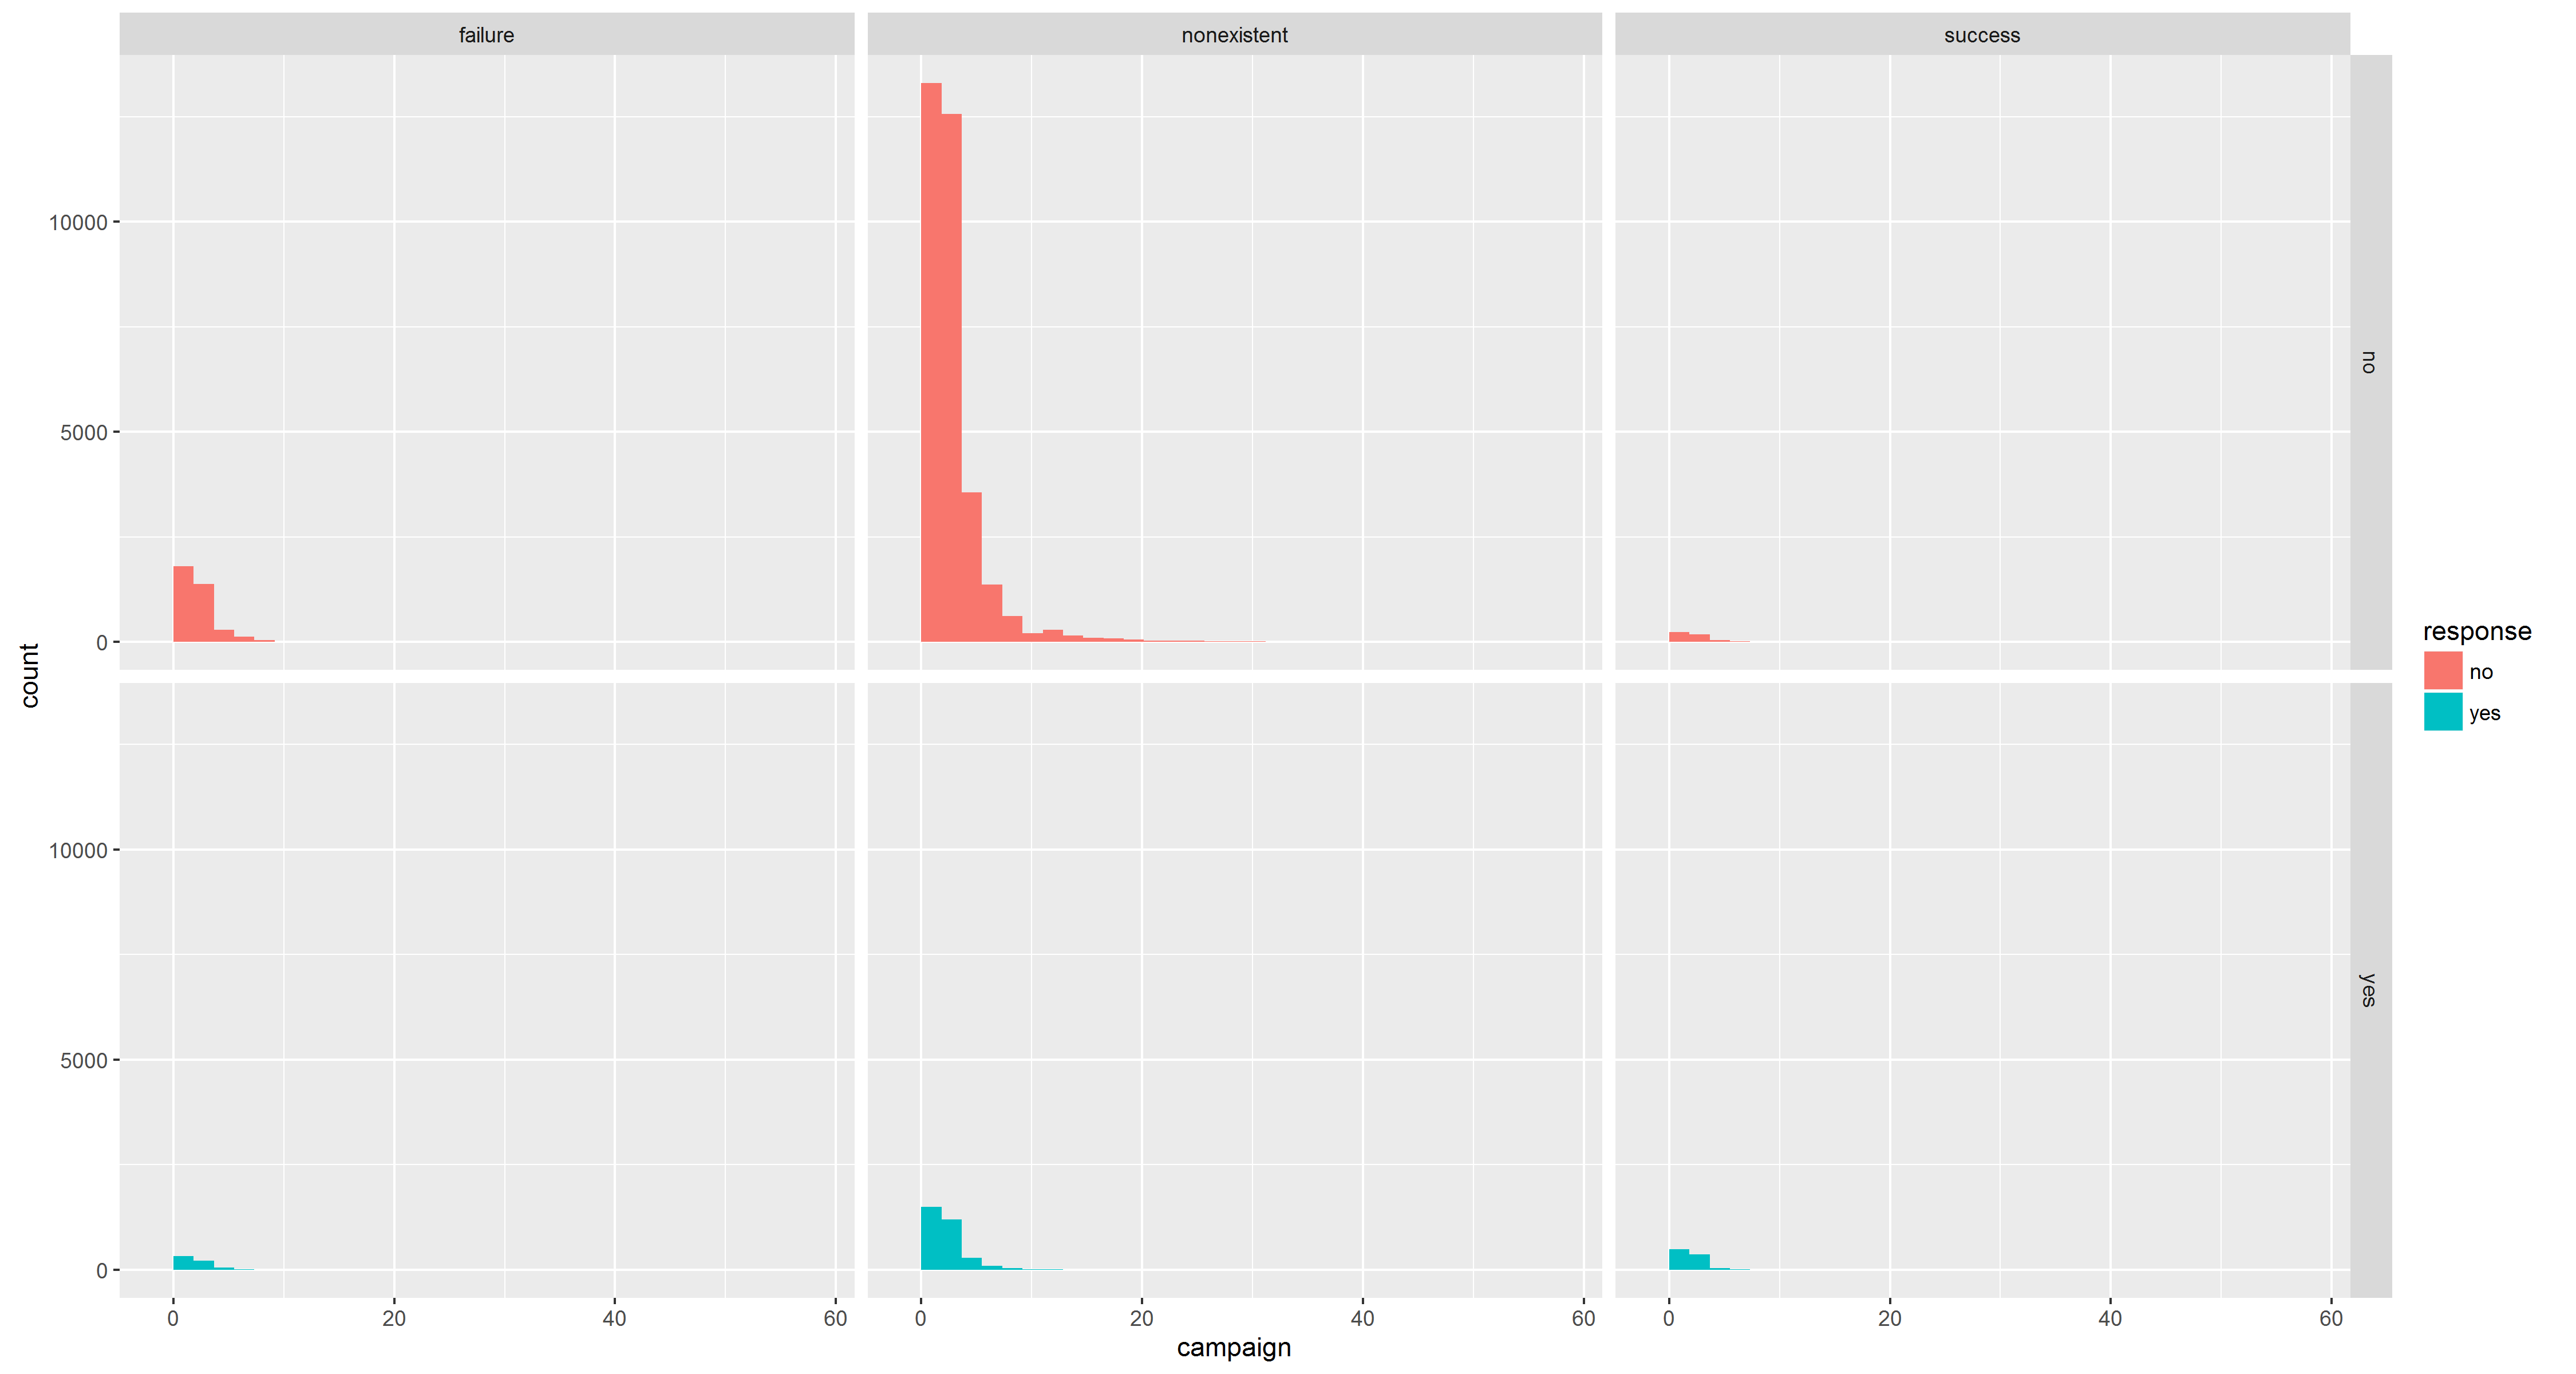 failure
nonexistent
success
10000
5000
0
no
10000
5000
0
yes
count
0 20 40 60
0 20 40 60
0 20 40 60
campaign
response
no
yes